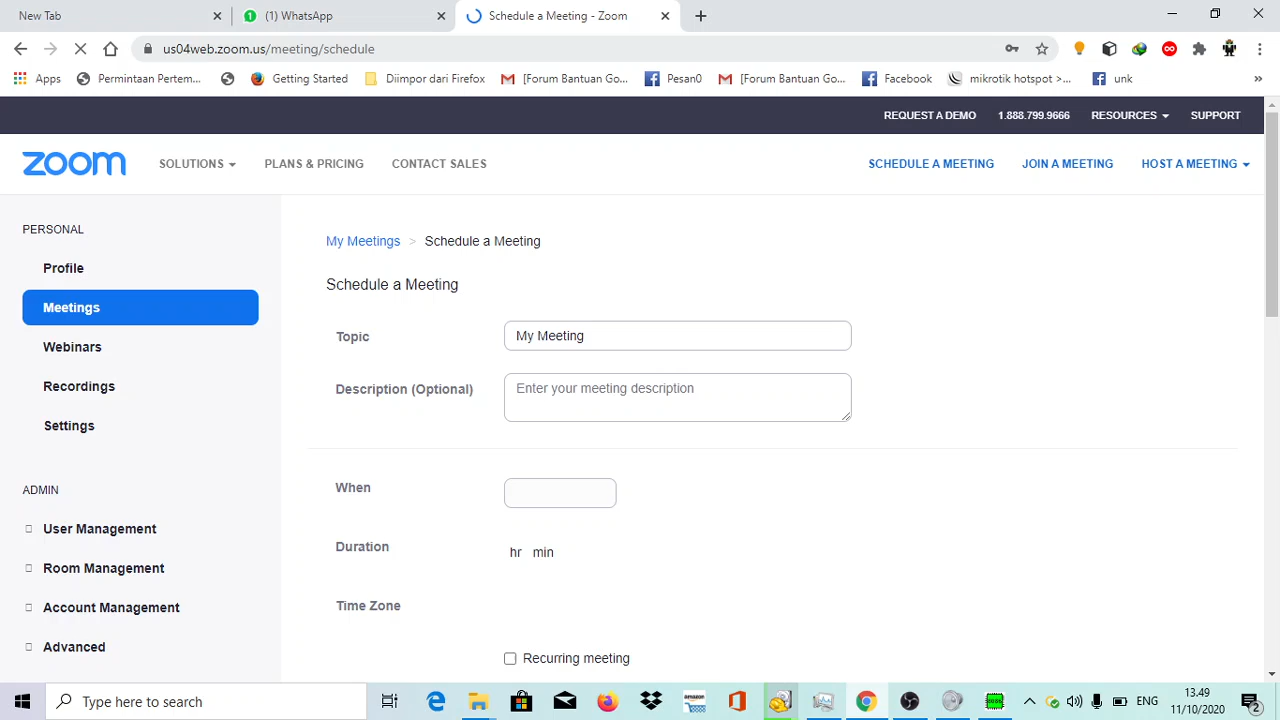 New Tab
(1) WhatsApp
Schedule a Meeting - Zoom
us04web.zoom.us/meeting/schedule
Apps
Permintaan Pertem...
Getting Started
Diimpor dari Firefox
[Forum Bantuan Go...
Pesan0
[Forum Bantuan Go...
Facebook
mikrotik hotspot >...
unk
»
REQUEST A DEMO
1.888.799.9666
RESOURCES
SUPPORT
zoom
SOLUTIONS
PLANS & PRICING
CONTACT SALES
SCHEDULE A MEETING
JOIN A MEETING
HOST A MEETING
PERSONAL
Profile
Meetings
Webinars
Recordings
Settings
ADMIN
User Management
Room Management
Account Management
Advanced
My Meetings > Schedule a Meeting
Schedule a Meeting
Topic
My Meeting
Description (Optional)
Enter your meeting description
When
Duration
hr min
Time Zone
Recurring meeting
Type here to search
amazon
ENG
13.49
11/10/2020
2